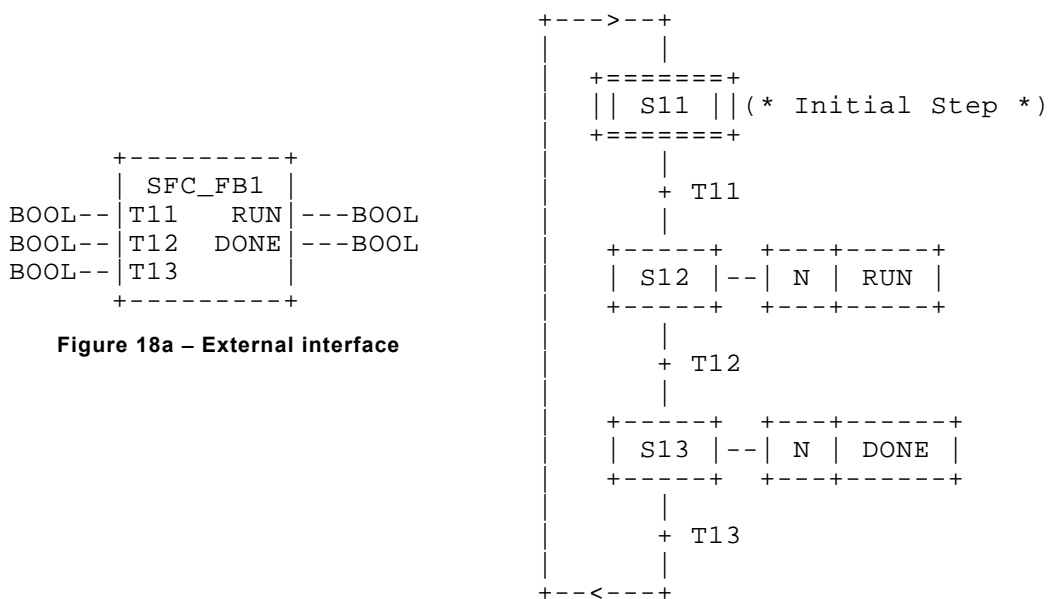 SFC_FB1
BOOL--|T11 RUN|---BOOL
BOOL--|T12 DONE|---BOOL
BOOL--|T13
Figure 18a – External interface
S11 (* Initial Step *)
T11
S12 N RUN
T12
S13 N DONE
T13